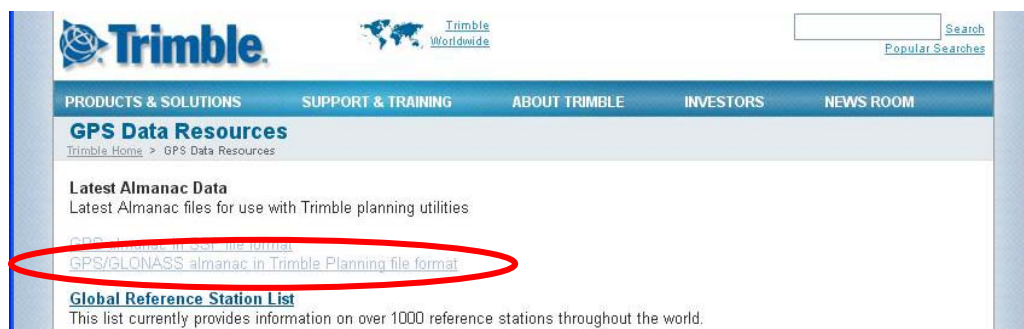 Trimble.
Trimble
Worldwide
Search
Popular Searches
PRODUCTS & SOLUTIONS SUPPORT & TRAINING ABOUT TRIMBLE INVESTORS NEWS ROOM
GPS Data Resources
Trimble Home > GPS Data Resources
Latest Almanac Data
Latest Almanac files for use with Trimble planning utilities
GPS almanac in SSF file format
GPS/GLONASS almanac in Trimble Planning file format
Global Reference Station List
This list currently provides information on over 1000 reference stations throughout the world.